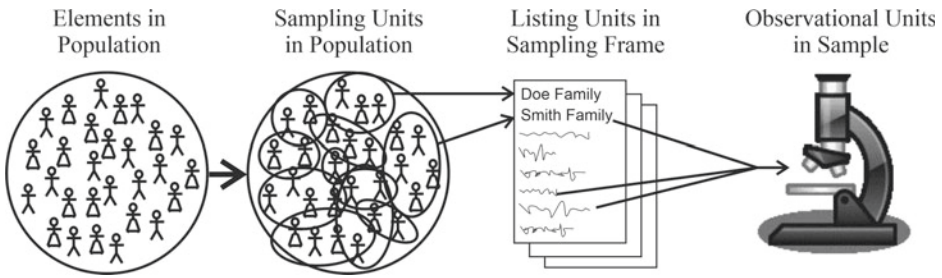 Elements in
Population
Sampling Units
in Population
Listing Units in
Sampling Frame
Observational Units
in Sample
Doe Family
Smith Family